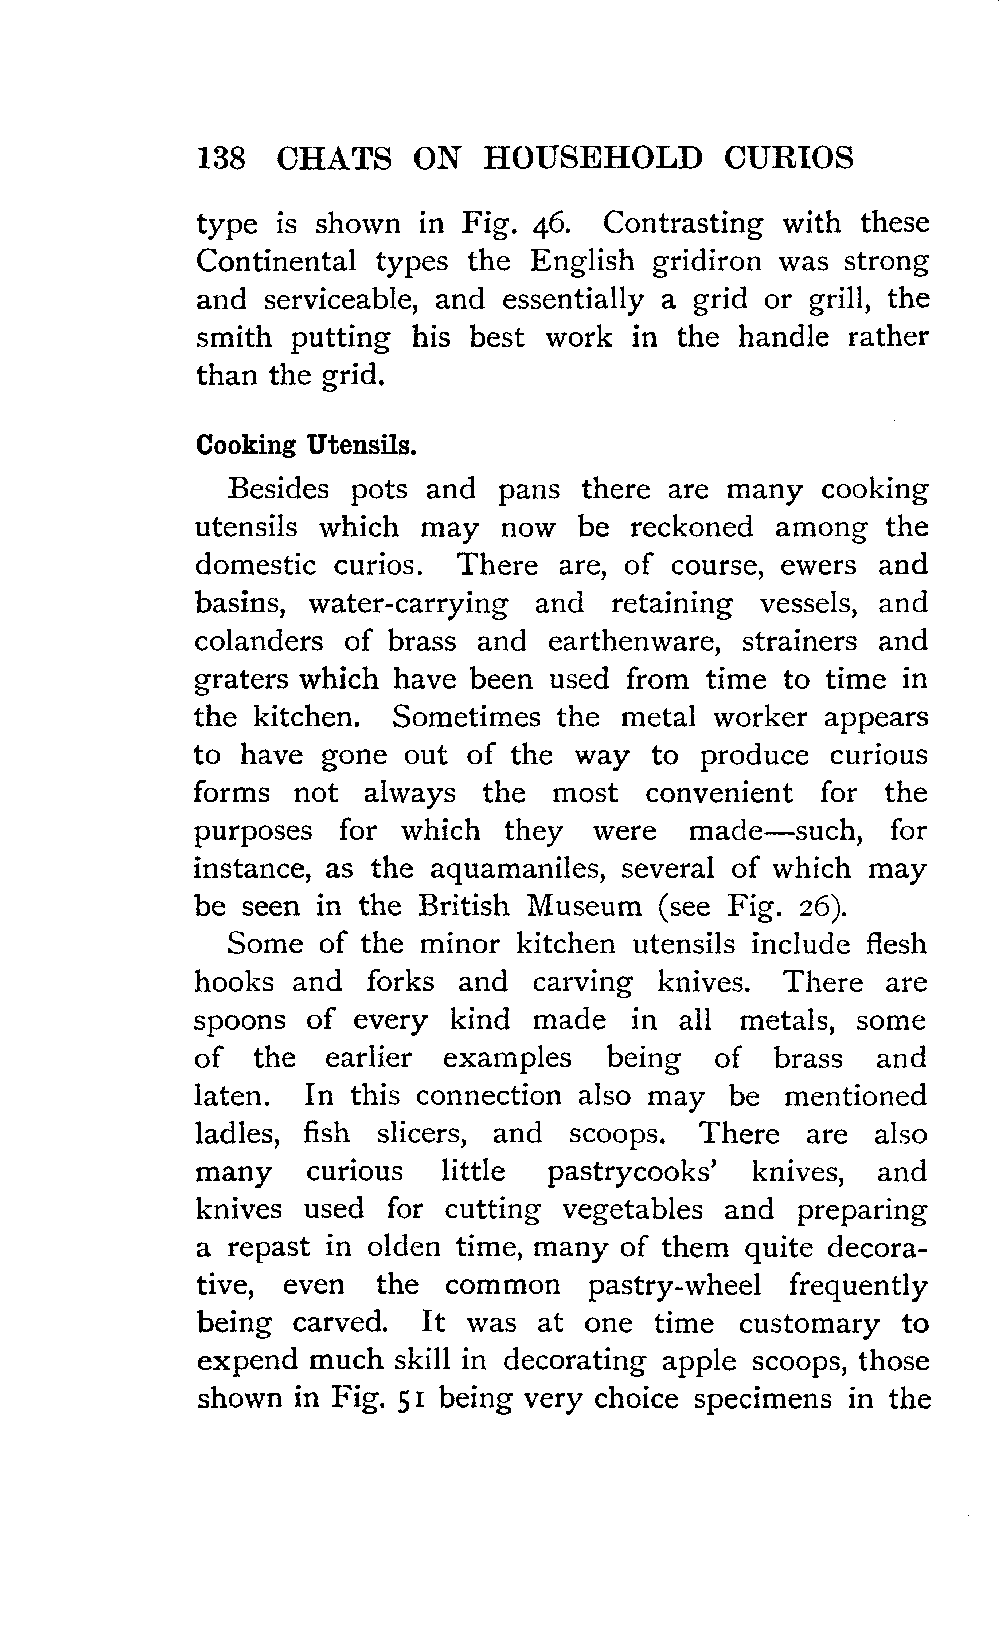 138 CHATS ON HOUSEHOLD CURIOS
type is shown in Fig. 46. Contrasting with these
Continental types the English gridiron was strong
and serviceable, and essentially a grid or grill, the
smith putting his best work in the handle rather
than the grid.
Cooking Utensils.
Besides pots and pans there are many cooking
utensils which may now be reckoned among the
domestic curios. There are, of course, ewers and
basins, water-carrying and retaining vessels, and
colanders of brass and earthenware, strainers and
graters which have been used from time to time in
the kitchen. Sometimes the metal worker appears
to have gone out of the way to produce curious
forms not always the most convenient for the
purposes for which they were made—such, for
instance, as the aquamaniles, several of which may
be seen in the British Museum (see Fig. 26).
Some of the minor kitchen utensils include flesh
hooks and forks and carving knives. There are
spoons of every kind made in all metals, some
of the earlier examples being of brass and
laten. In this connection also may be mentioned
ladles, fish slicers, and scoops. There are also
many curious little pastrycooks' knives, and
knives used for cutting vegetables and preparing
a repast in olden time, many of them quite decora-
tive, even the common pastry-wheel frequently
being carved. It was at one time customary to
expend much skill in decorating apple scoops, those
shown in Fig. 51 being very choice specimens in the